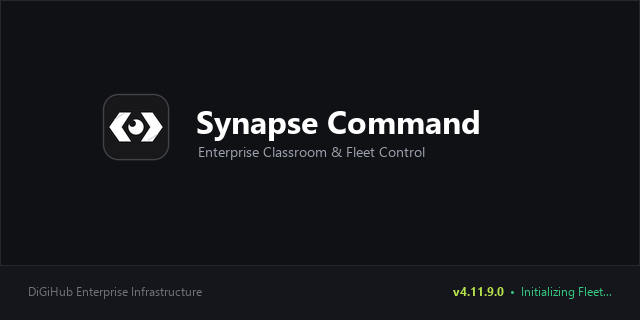 Synapse Command
Enterprise Classroom & Fleet Control
DiGiHub Enterprise Infrastructure
v4.11.9.0 • Initializing Fleet...